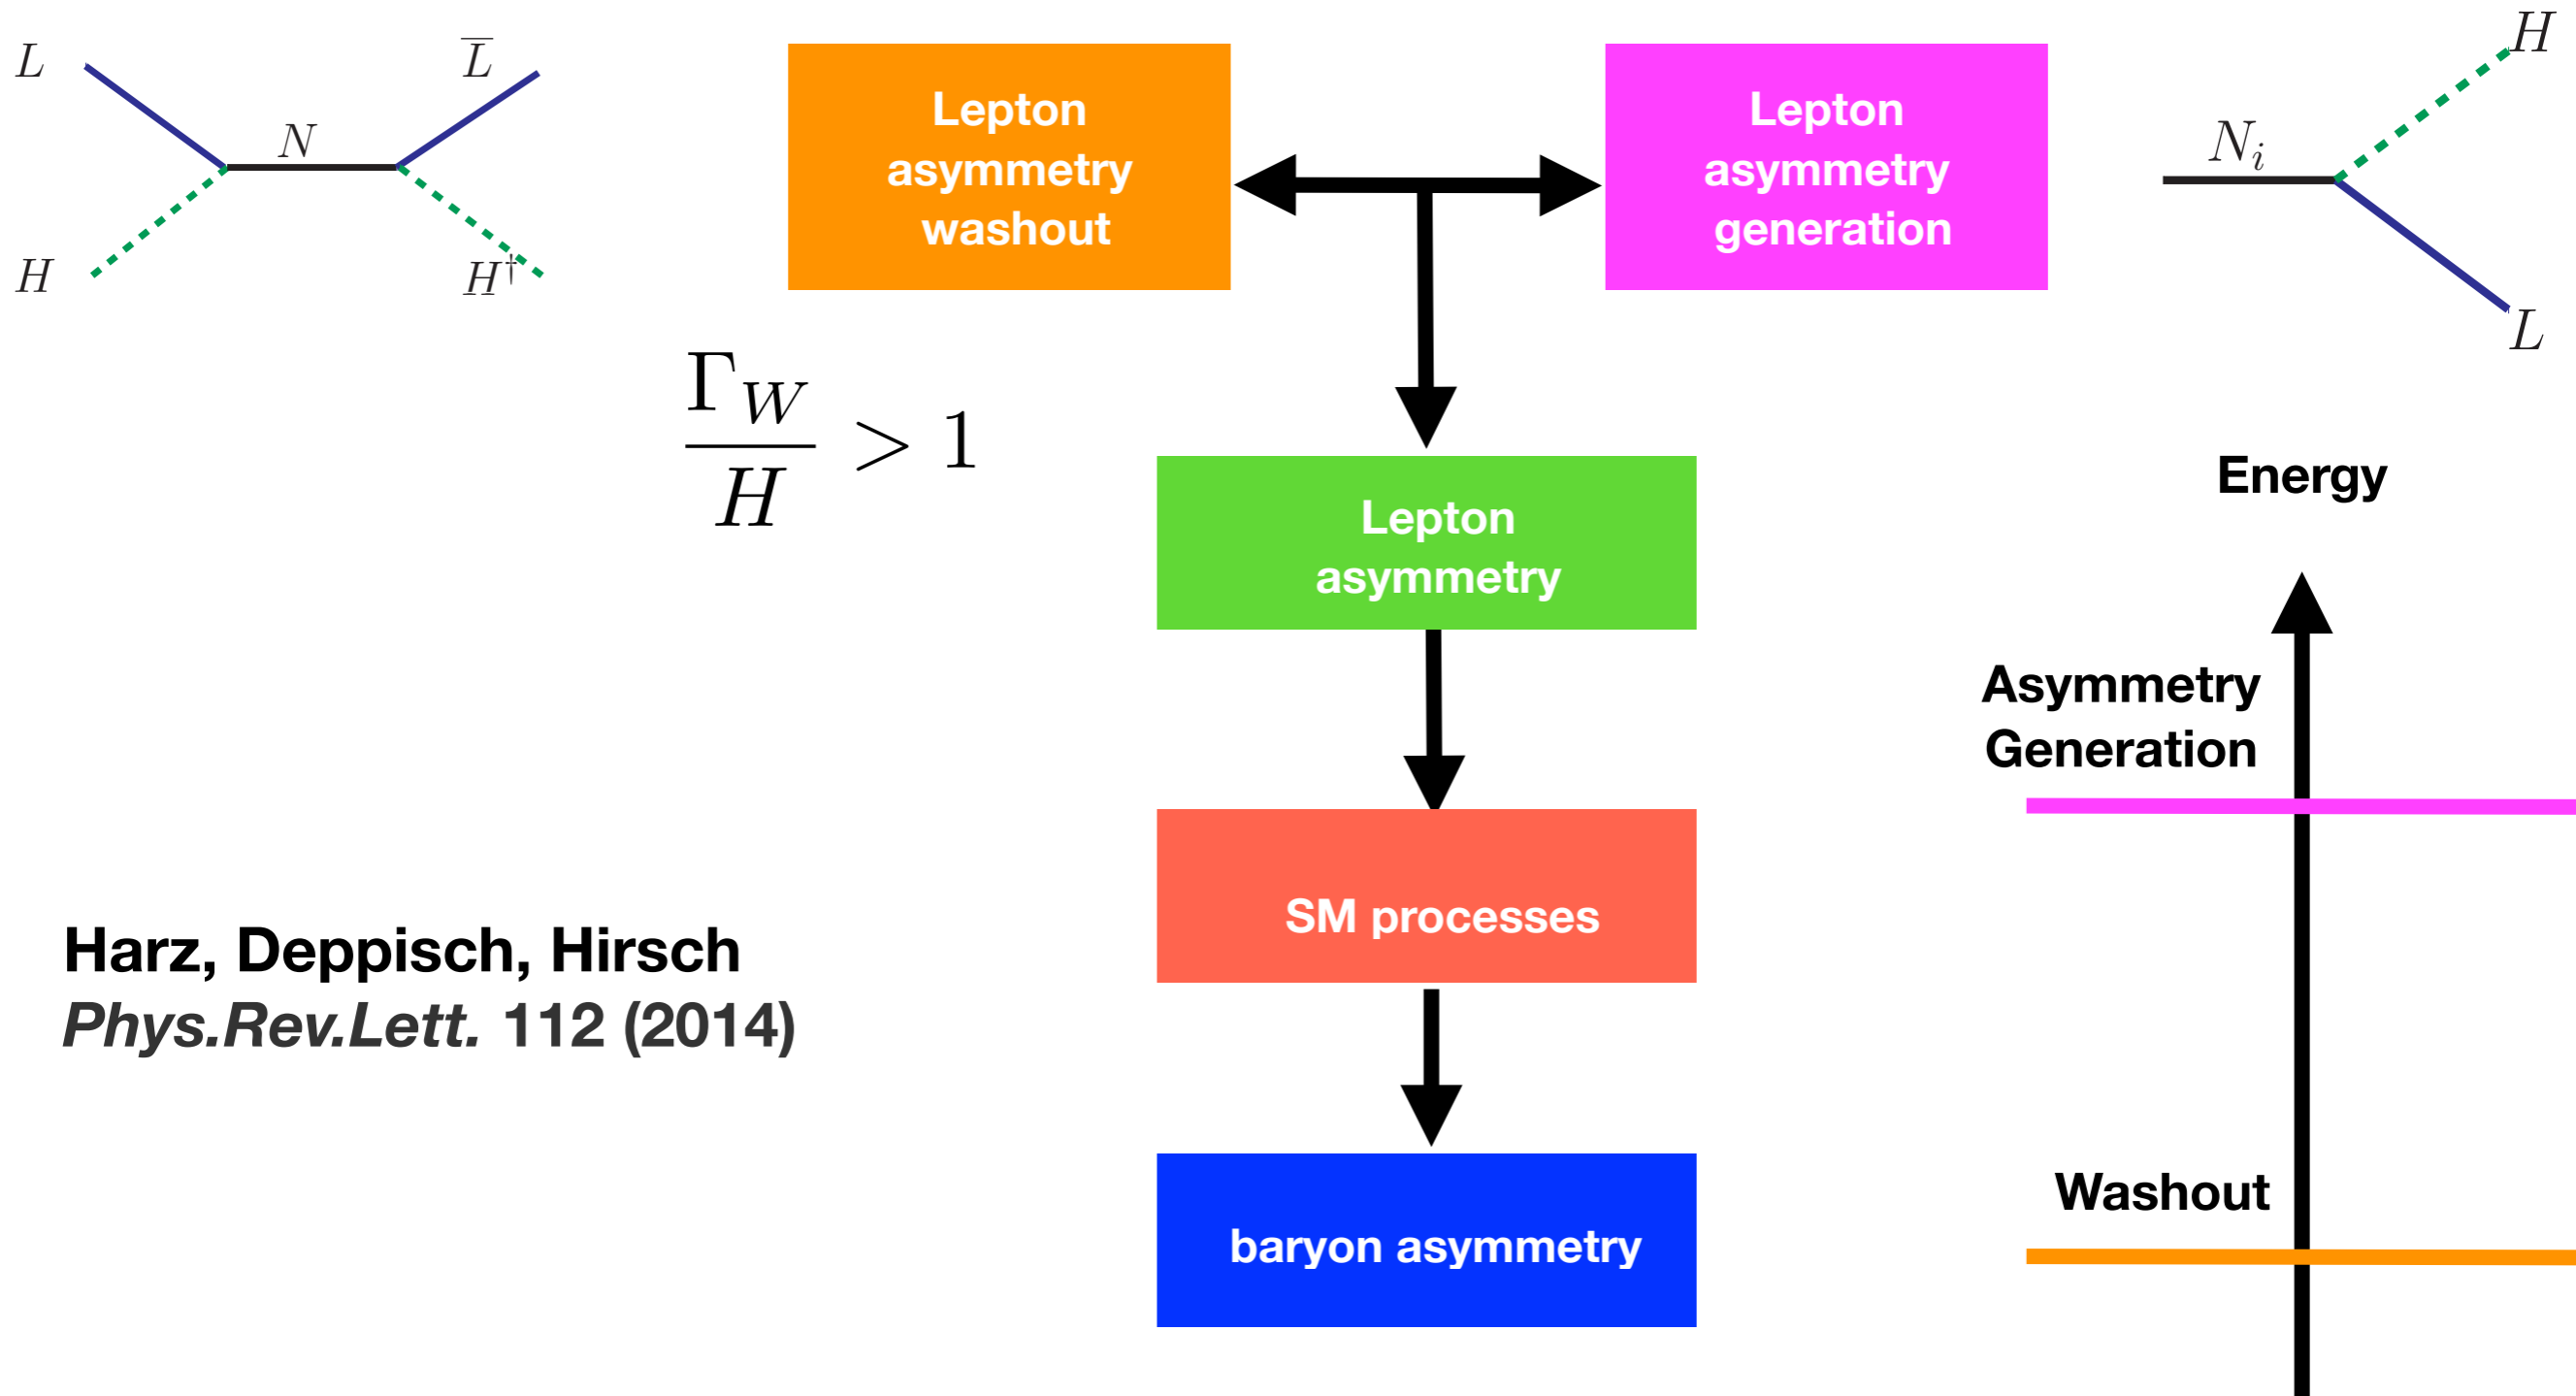 L
H
N
L̅
H†
Lepton
asymmetry
washout
Lepton
asymmetry
generation
N_i
H
L
Γ_W / H > 1
Lepton
asymmetry
Energy
Asymmetry
Generation
SM processes
Harz, Deppisch, Hirsch
Phys.Rev.Lett. 112 (2014)
Washout
baryon asymmetry